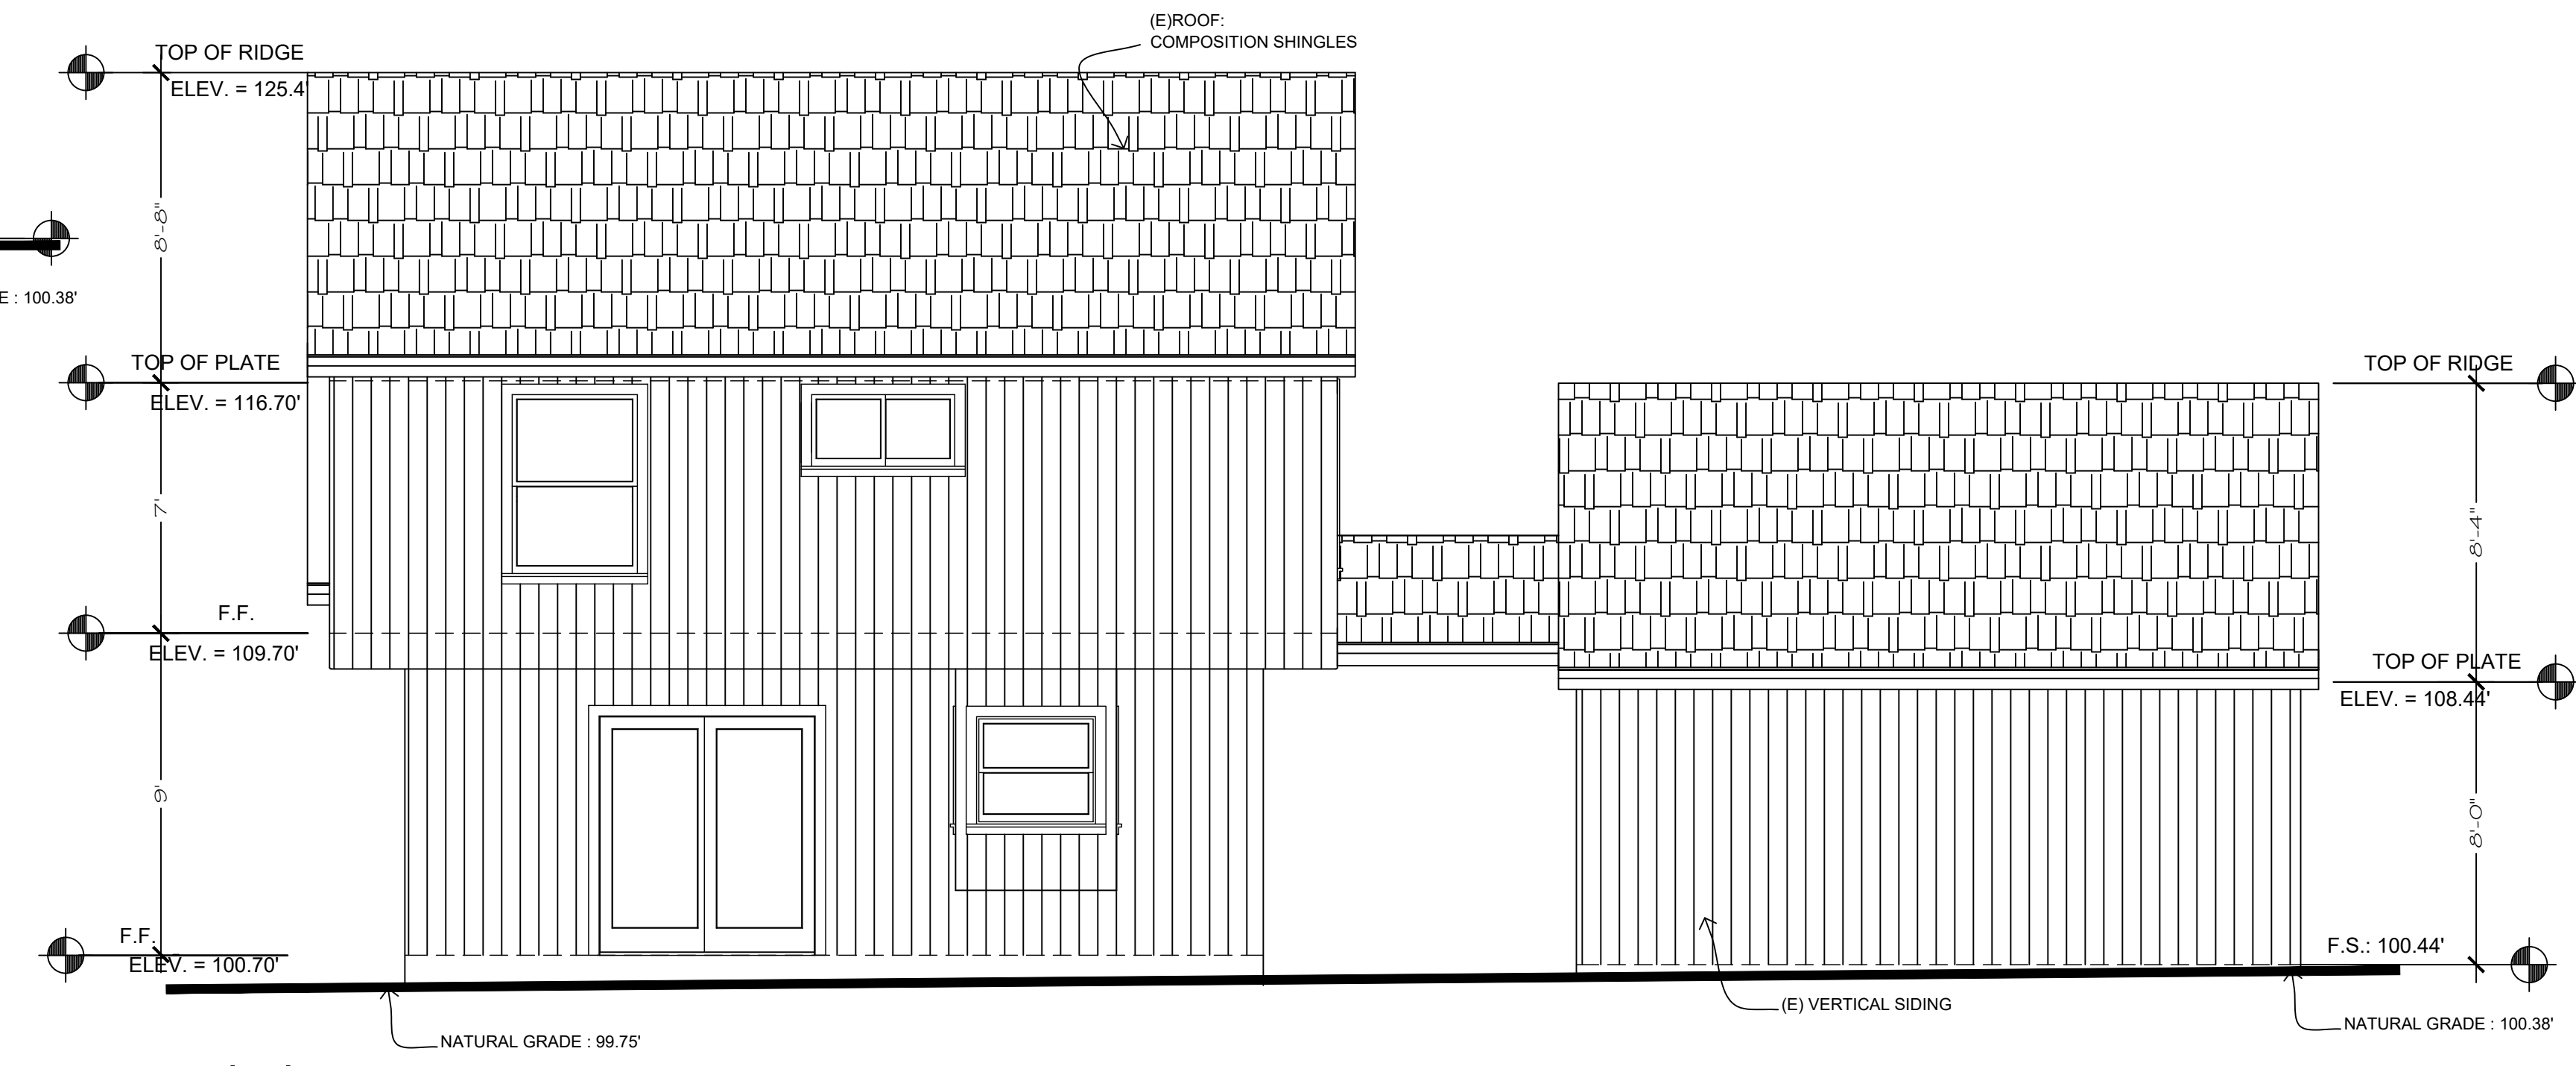 (E)ROOF:
COMPOSITION SHINGLES
TOP OF RIDGE
ELEV. = 125.4'
8'-8"
E : 100.38'
TOP OF PLATE
ELEV. = 116.70'
7'
F.F.
ELEV. = 109.70'
9'
F.F.
ELEV. = 100.70'
NATURAL GRADE : 99.75'
TOP OF RIDGE
8'-4"
TOP OF PLATE
ELEV. = 108.44'
8'-0"
F.S.: 100.44'
(E) VERTICAL SIDING
NATURAL GRADE : 100.38'